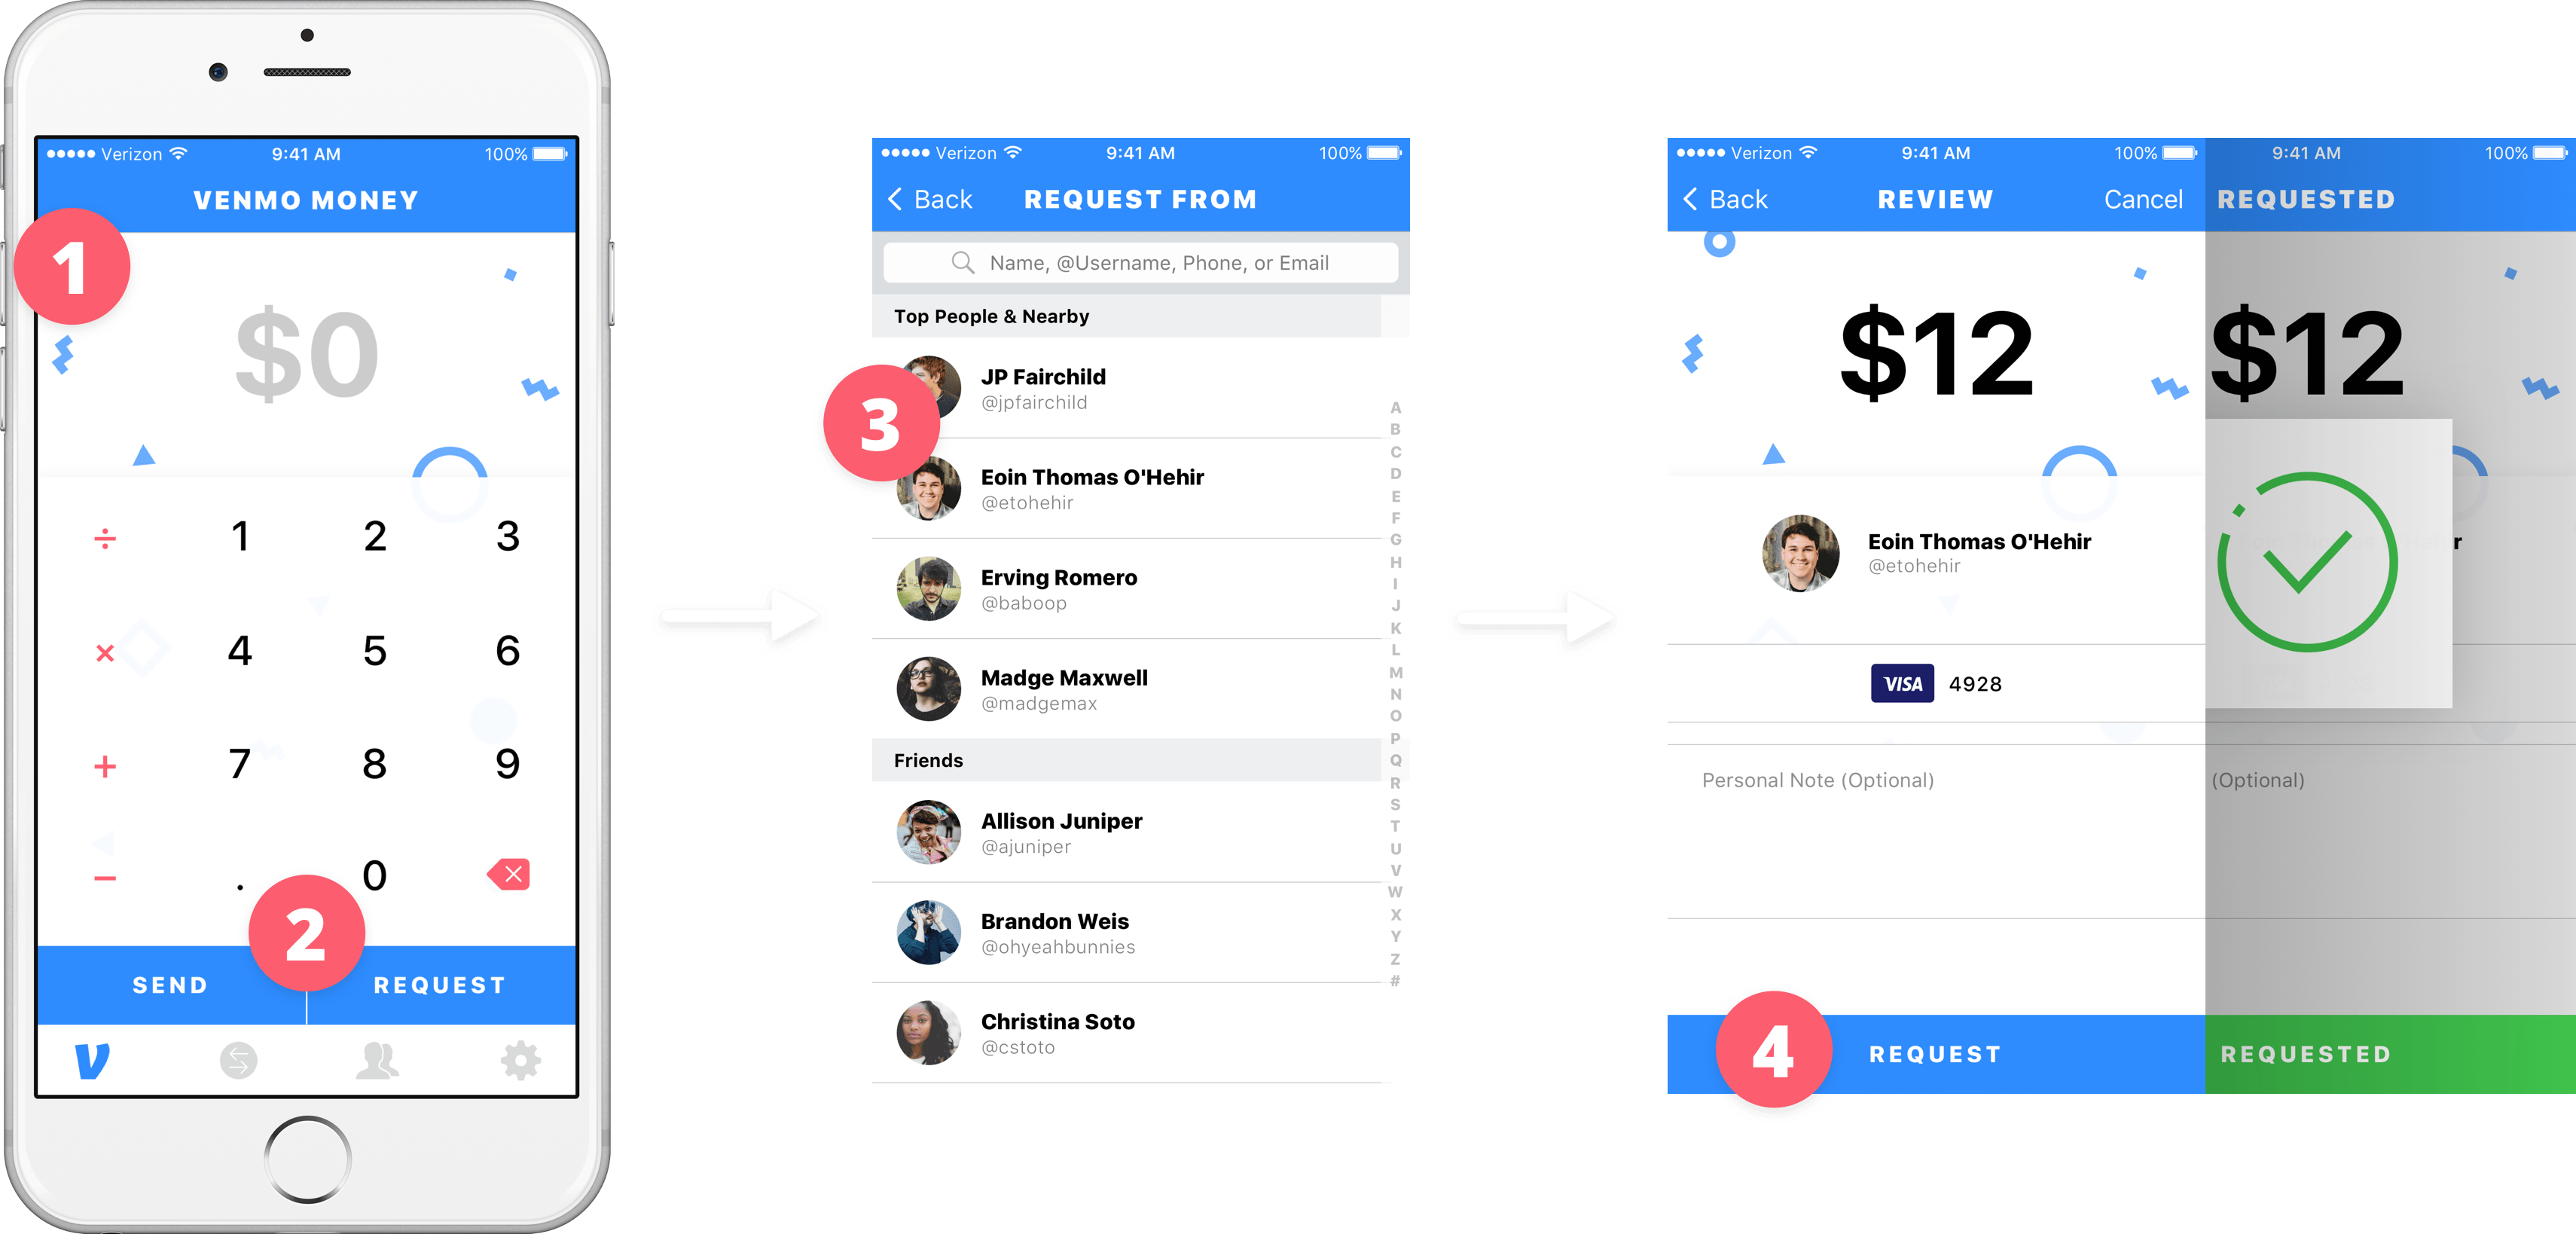 Verizon 9:41 AM 100%
VENMO MONEY
1
$0
÷ 1 2 3
× 4 5 6
+ 7 8 9
− . 0
2
SEND REQUEST
Verizon 9:41 AM 100%
Back REQUEST FROM
Name, @Username, Phone, or Email
Top People & Nearby
3
JP Fairchild
@jpfairchild
Eoin Thomas O'Hehir
@etohehir
Erving Romero
@baboop
Madge Maxwell
@madgemax
Friends
Allison Juniper
@ajuniper
Brandon Weis
@ohyeahbunnies
Christina Soto
@cstoto
A
B
C
D
E
F
G
H
I
J
K
L
M
N
O
P
Q
R
S
T
U
V
W
X
Y
Z
#
Verizon 9:41 AM 100%
Back REVIEW Cancel
$12
Eoin Thomas O'Hehir
@etohehir
VISA 4928
Personal Note (Optional)
4
REQUEST
9:41 AM 100%
REQUESTED
$12
r
(Optional)
REQUESTED